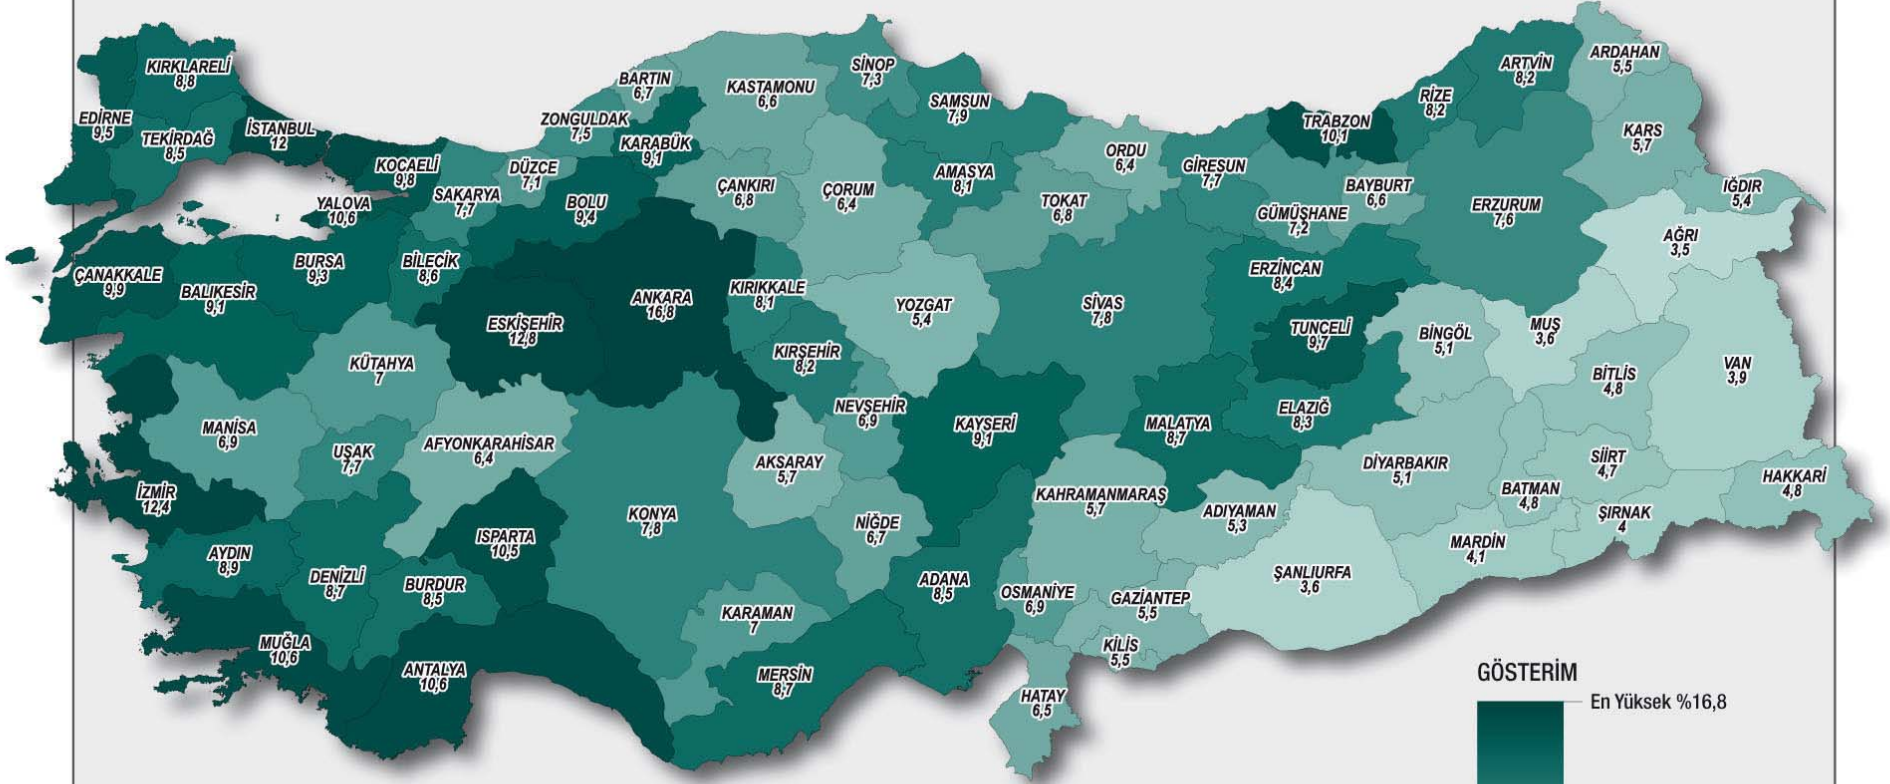 KIRKLARELİ
8,8
EDİRNE
9,5
TEKİRDAĞ
8,5
İSTANBUL
12
KOCAELİ
9,8
YALOVA
10,6
SAKARYA
7,7
DÜZCE
7,1
ZONGULDAK
7,5
BARTIN
6,7
KARABÜK
9,1
KASTAMONU
6,6
SİNOP
7,3
SAMSUN
7,9
BOLU
9,4
ÇANKIRI
6,8
ÇORUM
6,4
AMASYA
8,1
TOKAT
6,8
ORDU
6,4
GİRESUN
7,7
TRABZON
10,1
RİZE
8,2
ARTVİN
8,2
ARDAHAN
5,5
KARS
5,7
IĞDIR
5,4
BAYBURT
6,6
GÜMÜŞHANE
7,2
ERZURUM
7,6
AĞRI
3,5
ÇANAKKALE
9,9
BALIKESİR
9,1
BURSA
9,3
BİLECİK
8,6
ESKİŞEHİR
12,8
ANKARA
16,8
KIRIKKALE
8,1
KIRŞEHİR
8,2
YOZGAT
5,4
SİVAS
7,8
ERZİNCAN
8,4
TUNCELİ
9,7
BİNGÖL
5,1
MUŞ
3,6
BİTLİS
4,8
VAN
3,9
KÜTAHYA
7
MANİSA
6,9
UŞAK
7,7
AFYONKARAHİSAR
6,4
NEVŞEHİR
6,9
KAYSERİ
9,1
MALATYA
8,7
ELAZIĞ
8,3
AKSARAY
5,7
DİYARBAKIR
5,1
BATMAN
4,8
SİİRT
4,7
ŞIRNAK
4
HAKKARİ
4,8
İZMİR
12,4
AYDIN
8,9
DENİZLİ
8,7
BURDUR
8,5
ISPARTA
10,5
KONYA
7,8
NİĞDE
6,7
KAHRAMANMARAŞ
5,7
ADIYAMAN
5,3
MARDİN
4,1
ŞANLIURFA
3,6
MUĞLA
10,6
ANTALYA
10,6
KARAMAN
7
MERSİN
8,7
ADANA
8,5
OSMANİYE
6,9
GAZİANTEP
5,5
KİLİS
5,5
HATAY
6,5
GÖSTERİM
En Yüksek %16,8